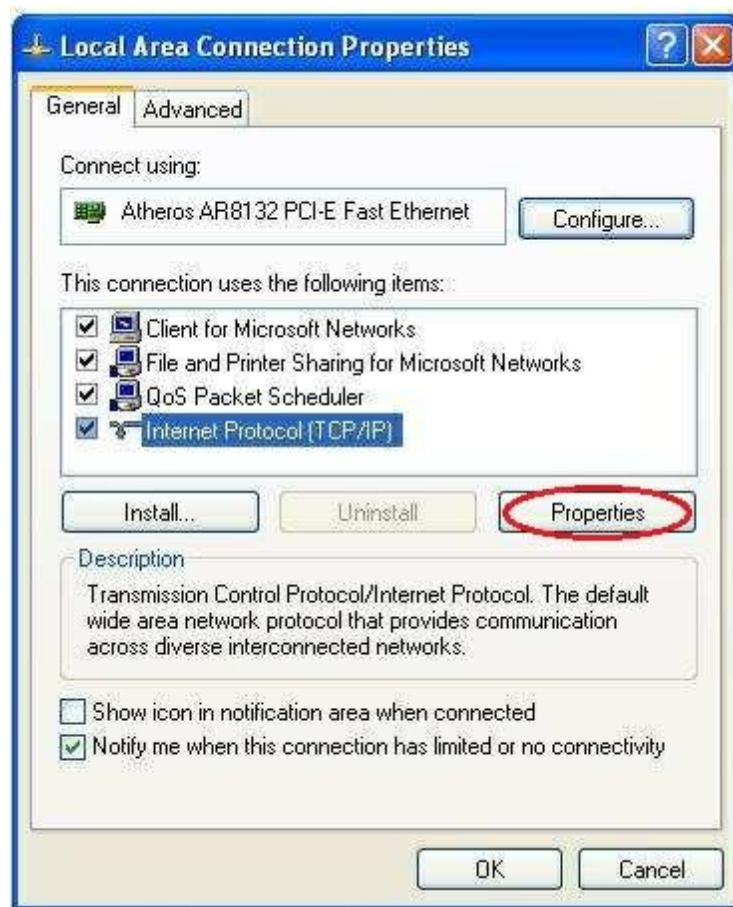 Local Area Connection Properties
General
Advanced
Connect using:
Atheros AR8132 PCI-E Fast Ethernet
Configure...
This connection uses the following items:
Client for Microsoft Networks
File and Printer Sharing for Microsoft Networks
QoS Packet Scheduler
Internet Protocol (TCP/IP)
Install...
Uninstall
Properties
Description
Transmission Control Protocol/Internet Protocol. The default
wide area network protocol that provides communication
across diverse interconnected networks.
Show icon in notification area when connected
Notify me when this connection has limited or no connectivity
OK
Cancel